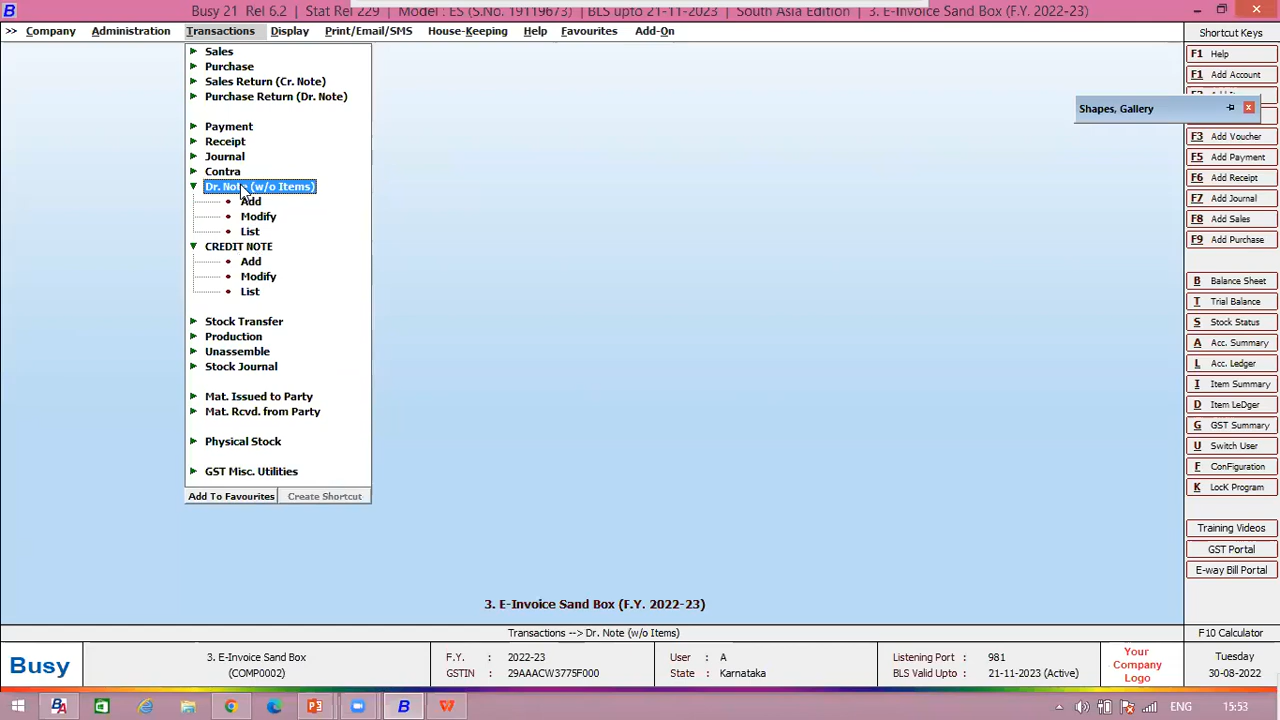 Busy 21 Rel 6.2 | Stat Rel 229 | Model: ES (S.No. 19119673) | BLS upto 21-11-2023 | South Asia Edition | 3. E-Invoice Sand Box (F.Y. 2022-23)
>> Company Administration Transactions Display Print/Email/SMS House-Keeping Help Favourites Add-On
Shortcut Keys
Sales
Purchase
Sales Return (Cr. Note)
Purchase Return (Dr. Note)
Payment
Receipt
Journal
Contra
Dr. Note (w/o Items)
Add
Modify
List
CREDIT NOTE
Add
Modify
List
Stock Transfer
Production
Unassemble
Stock Journal
Mat. Issued to Party
Mat. Rcvd. from Party
Physical Stock
GST Misc. Utilities
Add To Favourites Create Shortcut
Shapes, Gallery
F1 Help
F1 Add Account
F3 Add Voucher
F5 Add Payment
F6 Add Receipt
F7 Add Journal
F8 Add Sales
F9 Add Purchase
B Balance Sheet
T Trial Balance
S Stock Status
A Acc. Summary
L Acc. Ledger
I Item Summary
D Item LeDger
G GST Summary
U Switch User
F ConFiguration
K LocK Program
Training Videos
GST Portal
E-way Bill Portal
3. E-Invoice Sand Box (F.Y. 2022-23)
Transactions --> Dr. Note (w/o Items)
F10 Calculator
Busy
3. E-Invoice Sand Box
(COMP0002)
F.Y. : 2022-23
GSTIN : 29AAACW3775F000
User : A
State : Karnataka
Listening Port : 981
BLS Valid Upto : 21-11-2023 (Active)
Your
Company
Logo
Tuesday
30-08-2022
ENG 15:53